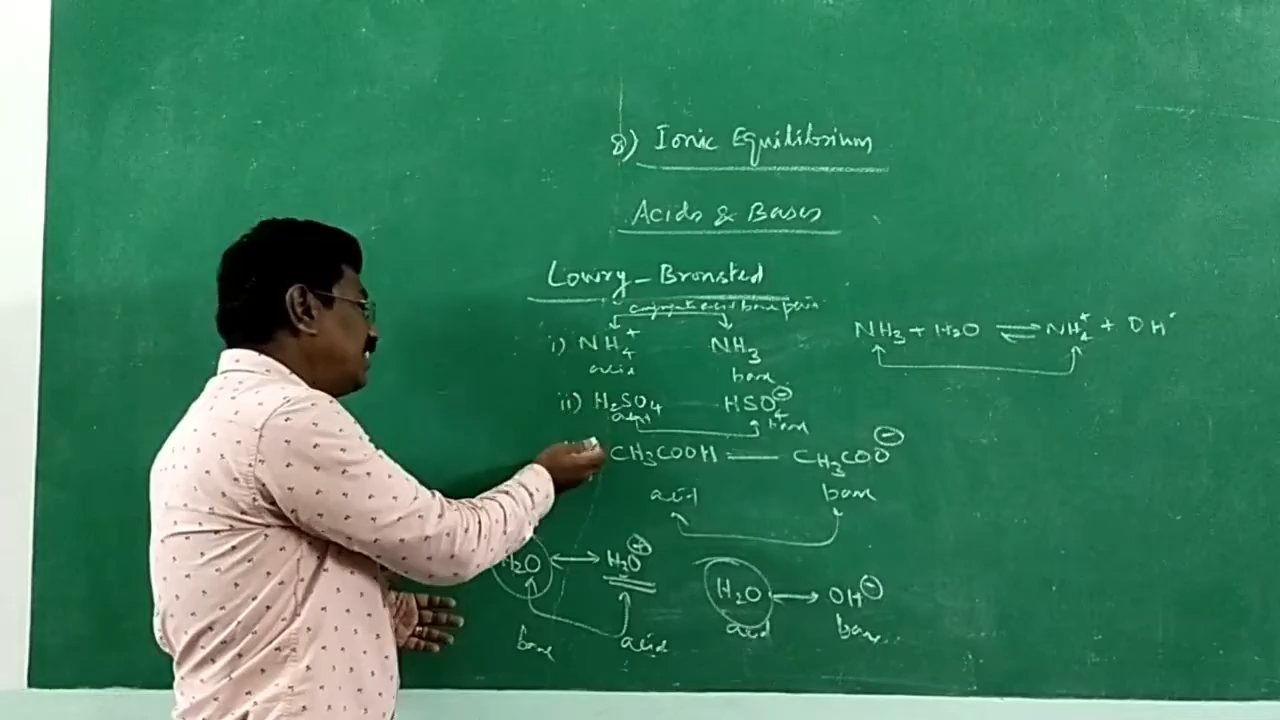 8) Ionic Equilibrium
Acids & Bases
Lowry - Bronsted
conjugate acid base pair
i) NH₄⁺ NH₃
acid base
NH₃ + H₂O ⇌ NH₄⁺ + OH⁻
ii) H₂SO₄ HSO₄⊖
acid base
CH₃COOH — CH₃COO⊖
acid base
H₂O ↔ H₃O⊕
base acid
H₂O ↔ OH⊖
acid base